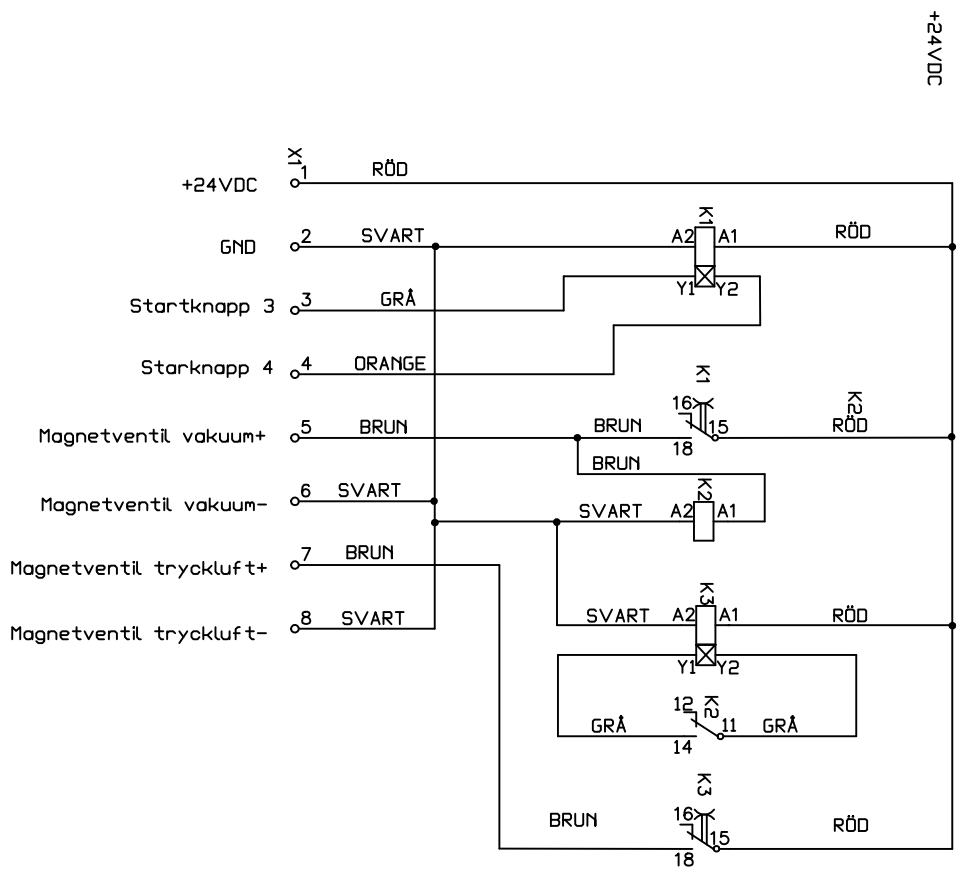 +24VDC
X1
+24VDC 1 RÖD
GND 2 SVART A2 K1 A1 RÖD
Startknapp 3 3 GRÅ Y1 Y2
Starknapp 4 4 ORANGE
K1
K2
Magnetventil vakuum+ 5 BRUN BRUN 16 15 RÖD
18
BRUN
K2
Magnetventil vakuum- 6 SVART
SVART A2 A1
Magnetventil tryckluft+ 7 BRUN
K3
Magnetventil tryckluft- 8 SVART
SVART A2 A1 RÖD
Y1 Y2
K2
12
GRÅ 11 GRÅ
14
K3
BRUN 16 15 RÖD
18